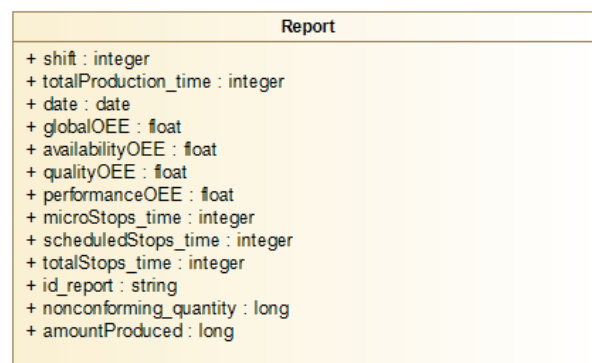 Report
+ shift : integer
+ totalProduction_time : integer
+ date : date
+ globalOEE : float
+ availabilityOEE : float
+ qualityOEE : float
+ performanceOEE : float
+ microStops_time : integer
+ scheduledStops_time : integer
+ totalStops_time : integer
+ id_report : string
+ nonconforming_quantity : long
+ amountProduced : long